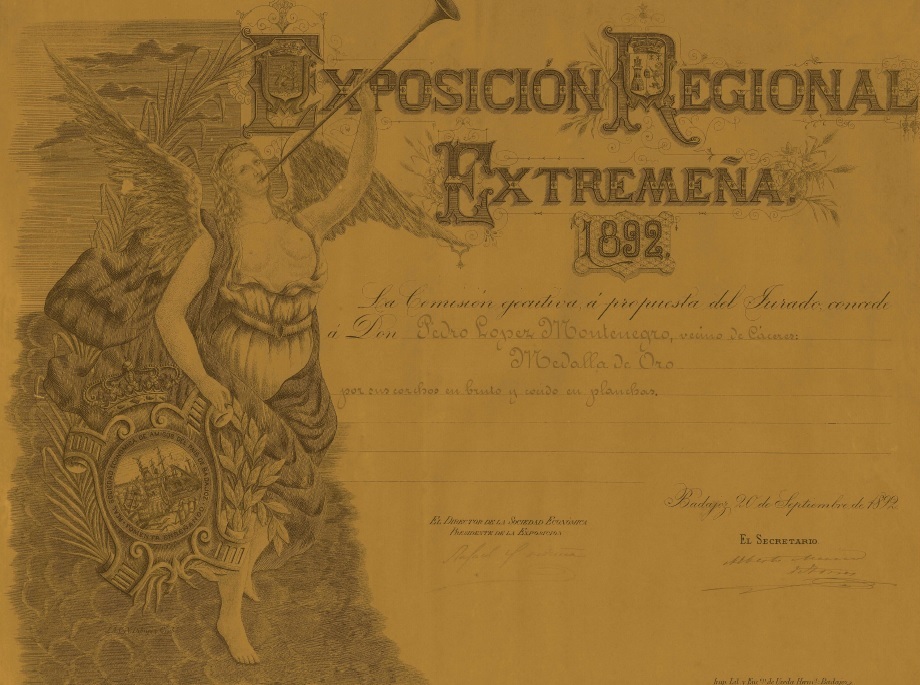 EXPOSICIÓN REGIONAL
EXTREMEÑA.
1892.
La Comisión ejecutiva, á propuesta del Jurado, concede
á Don Pedro Lopez Montenegro, vecino de Cáceres:
Medalla de Oro
por sus corchos en bruto y cocido en planchas.
Badajoz, 20 de Septiembre de 1892.
EL DIRECTOR DE LA SOCIEDAD ECONÓMICA
PRESIDENTE DE LA EXPOSICIÓN
EL SECRETARIO